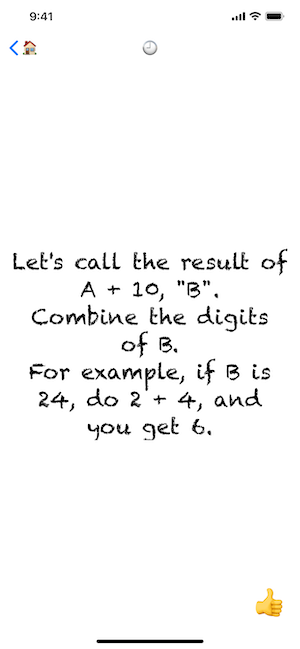 9:41
Let's call the result of
A + 10, "B".
Combine the digits
of B.
For example, if B is
24, do 2 + 4, and
you get 6.